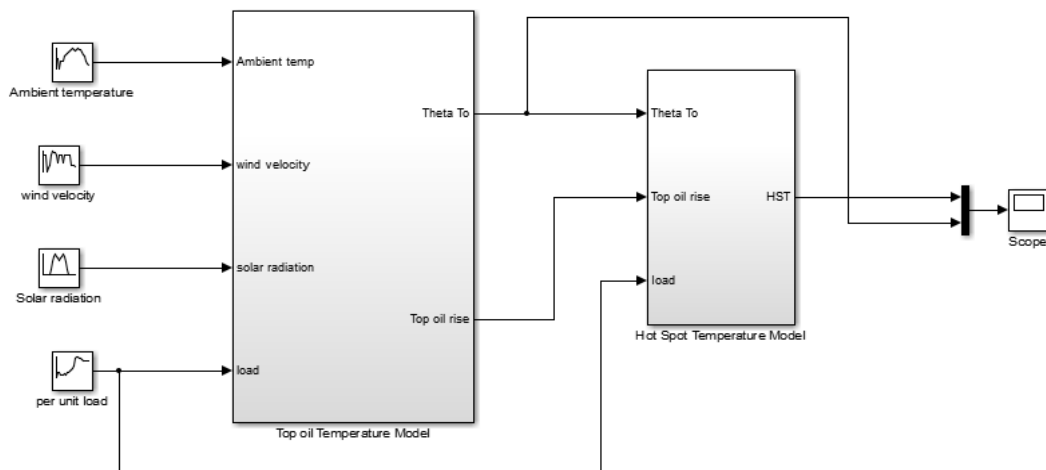 Ambient temperature
wind velocity
Solar radiation
per unit load
Ambient temp
wind velocity
solar radiation
load
Theta To
Top oil rise
Top oil Temperature Model
Theta To
Top oil rise
load
HST
Hot Spot Temperature Model
Scope